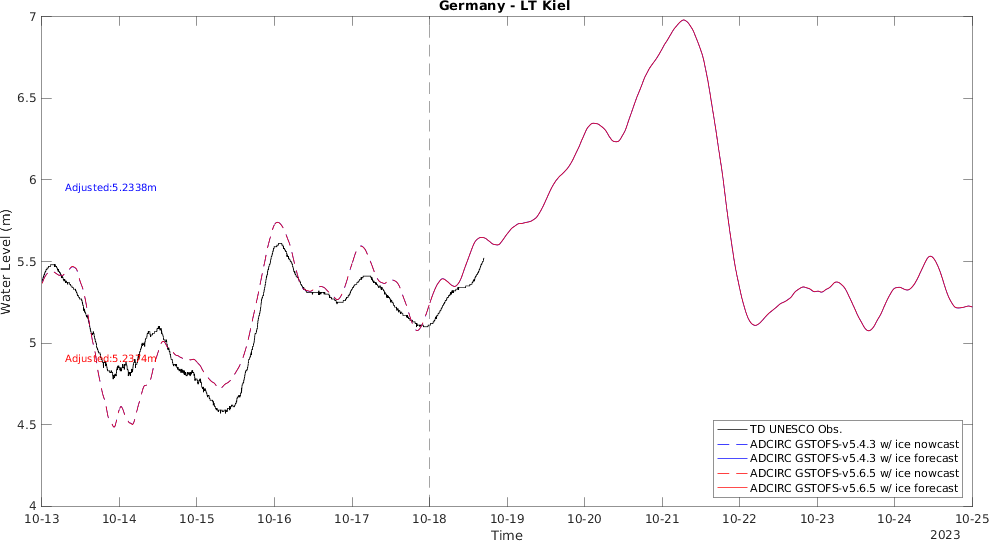 Germany - LT Kiel
7
6.5
6
5.5
5
4.5
4
Water Level (m)
Adjusted:5.2338m
Adjusted:5.2374m
TD UNESCO Obs.
ADCIRC GSTOFS-v5.4.3 w/ ice nowcast
ADCIRC GSTOFS-v5.4.3 w/ ice forecast
ADCIRC GSTOFS-v5.6.5 w/ ice nowcast
ADCIRC GSTOFS-v5.6.5 w/ ice forecast
10-13 10-14 10-15 10-16 10-17 10-18 10-19 10-20 10-21 10-22 10-23 10-24 10-25
Time
2023